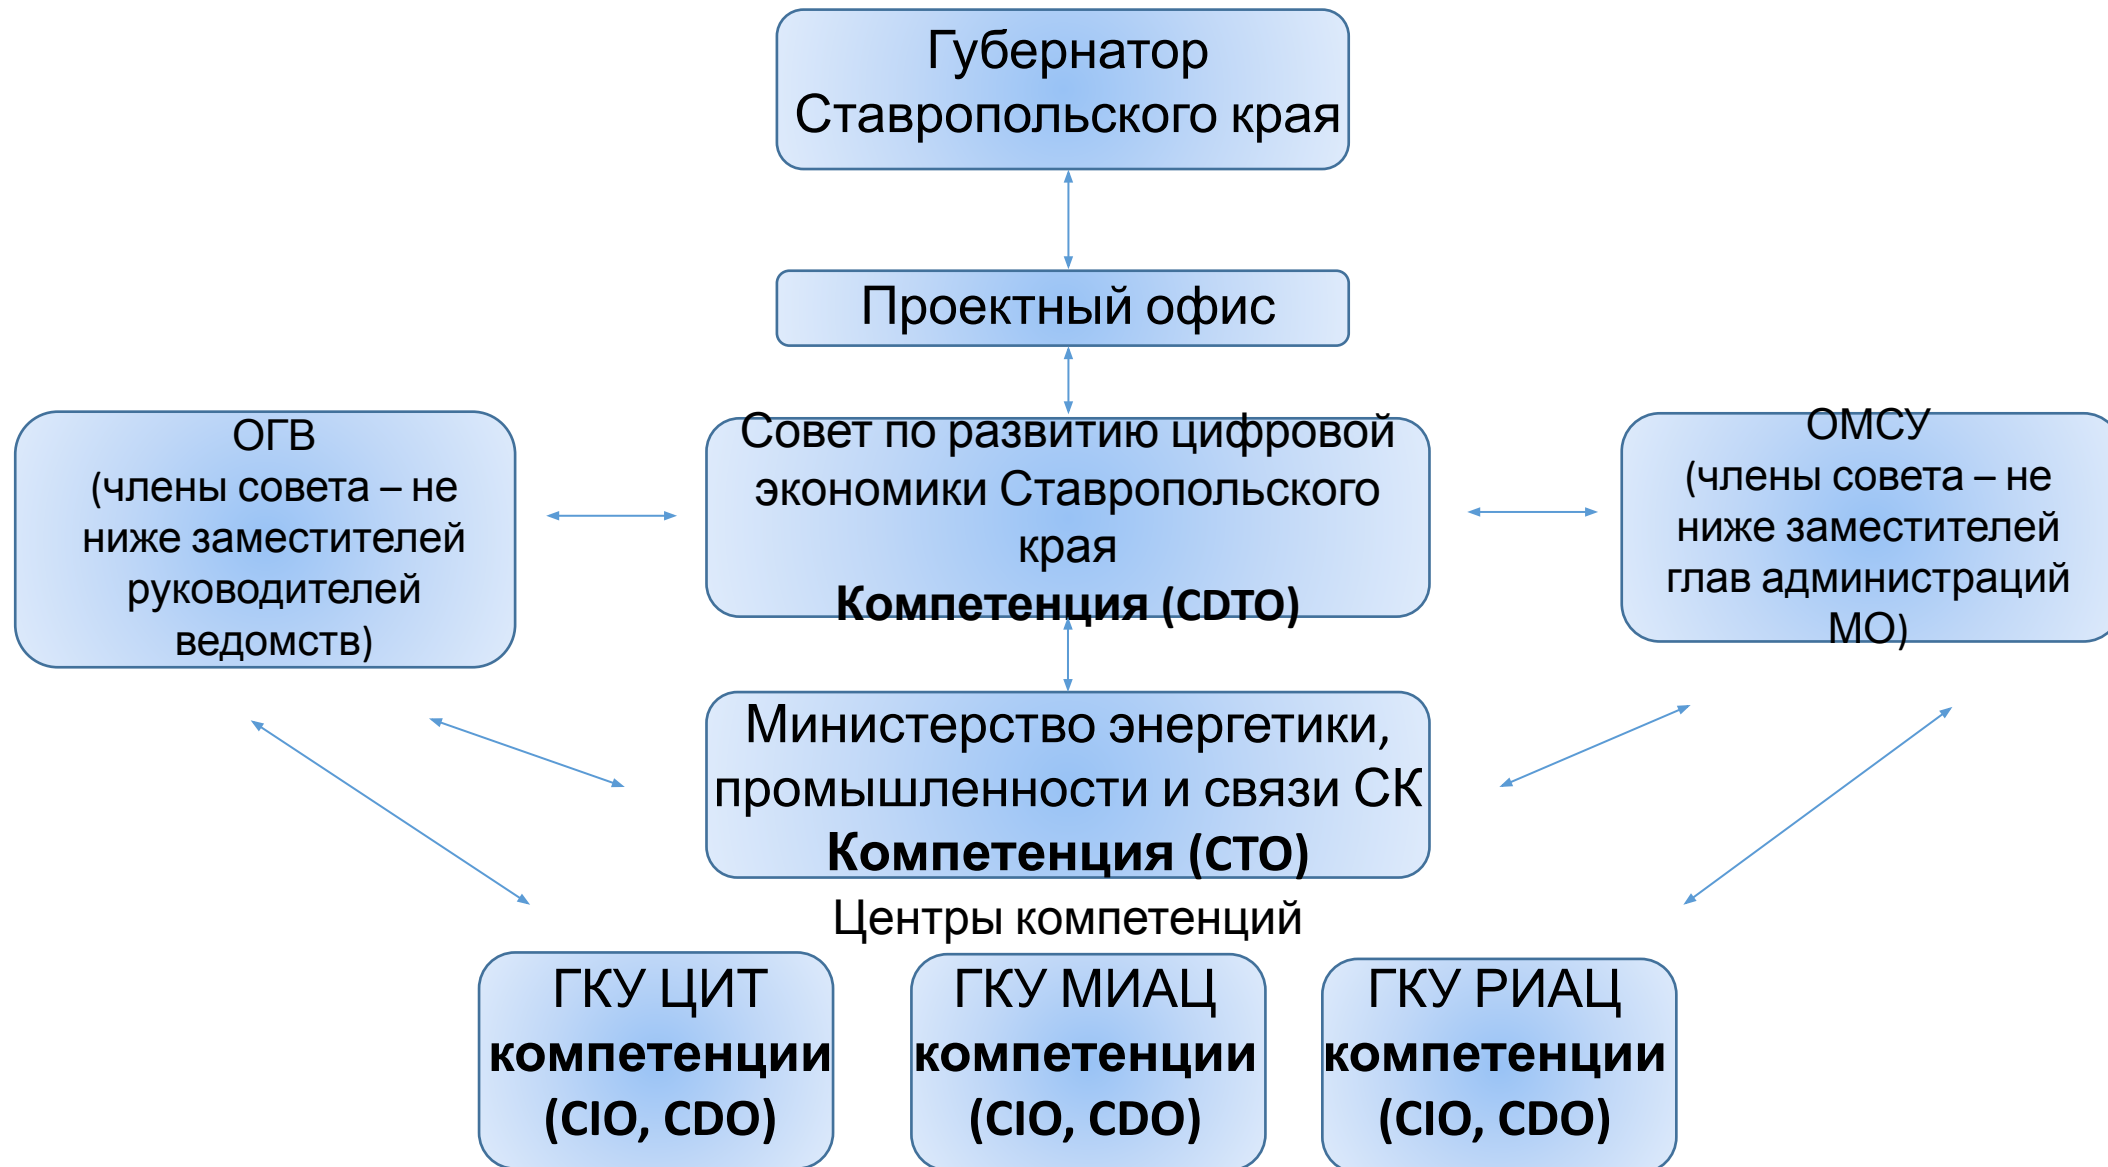 Губернатор
Ставропольского края
Проектный офис
ОГВ
(члены совета – не
ниже заместителей
руководителей
ведомств)
Совет по развитию цифровой
экономики Ставропольского
края
Компетенция (CDTO)
ОМСУ
(члены совета – не
ниже заместителей
глав администраций
МО)
Министерство энергетики,
промышленности и связи СК
Компетенция (CTO)
Центры компетенций
ГКУ ЦИТ
компетенции
(CIO, CDO)
ГКУ МИАЦ
компетенции
(CIO, CDO)
ГКУ РИАЦ
компетенции
(CIO, CDO)